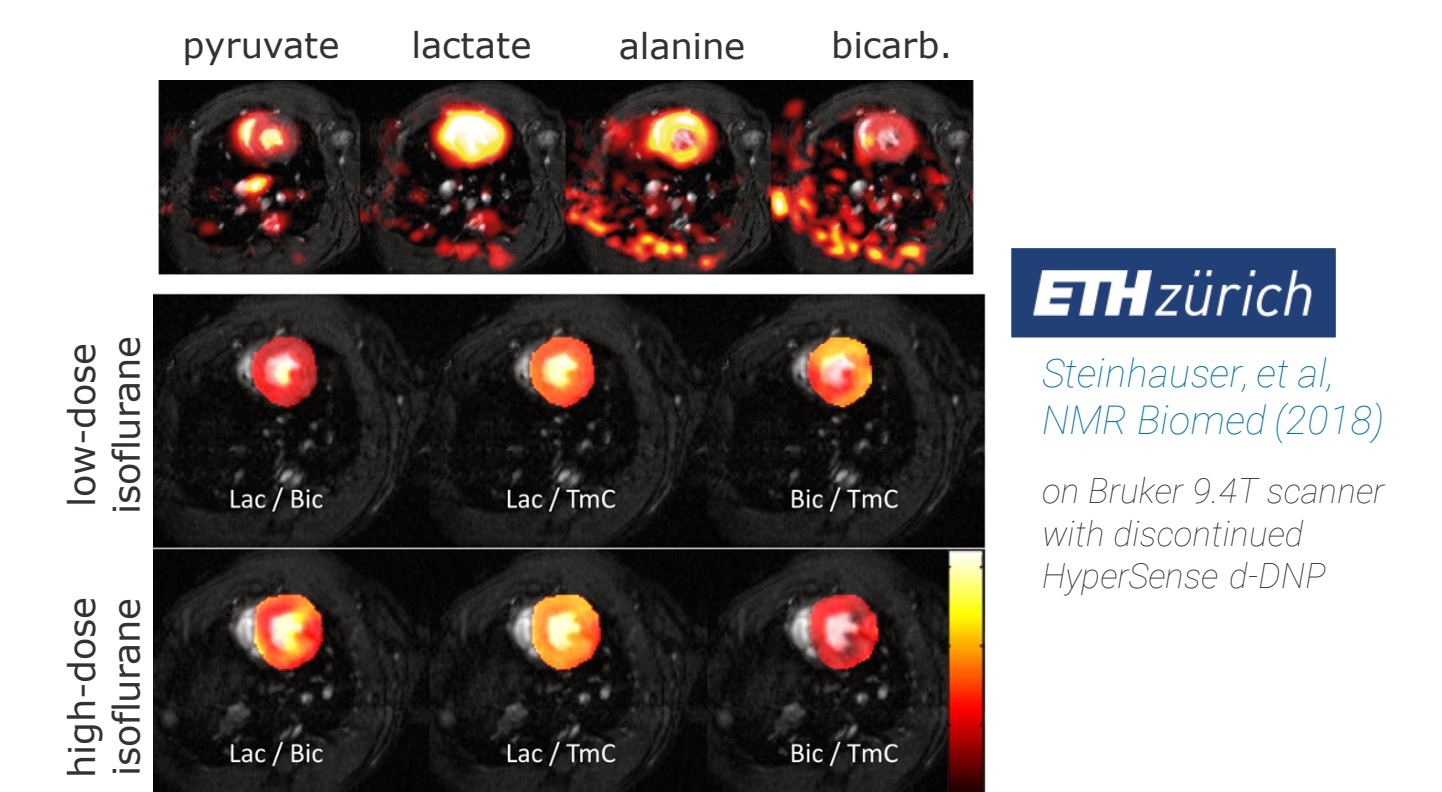 pyruvate lactate alanine bicarb.
low-dose
isoflurane
Lac / Bic Lac / TmC Bic / TmC
high-dose
isoflurane
Lac / Bic Lac / TmC Bic / TmC
ETH zürich
Steinhauser, et al,
NMR Biomed (2018)
on Bruker 9.4T scanner
with discontinued
HyperSense d-DNP